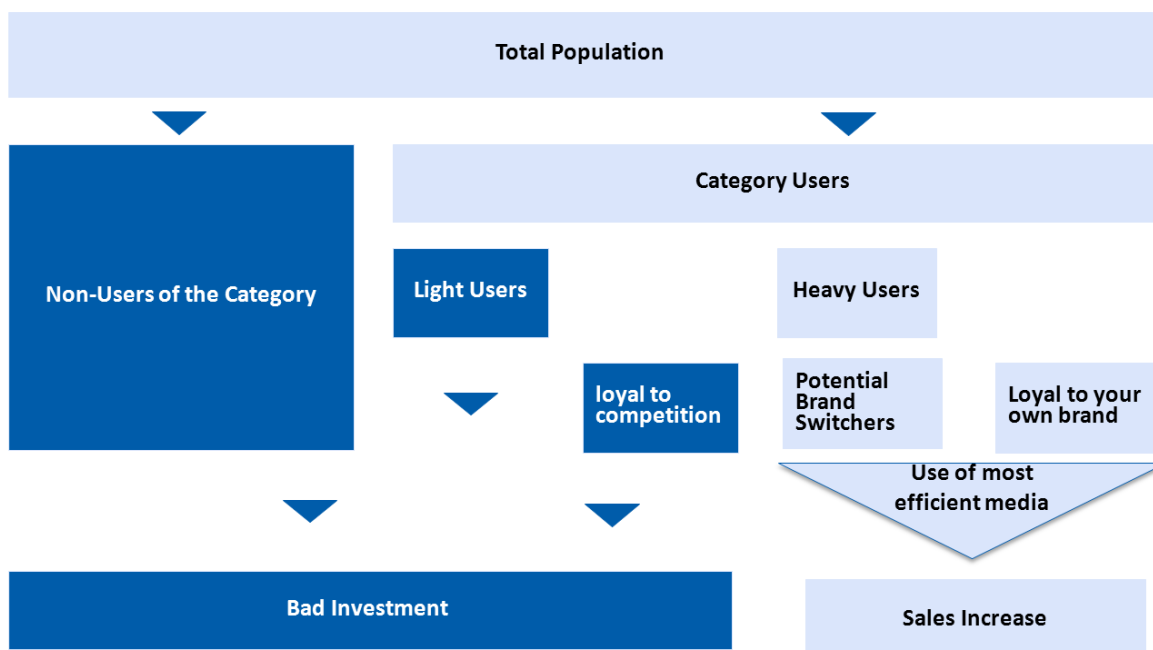 Total Population
Non-Users of the Category
Category Users
Light Users
Heavy Users
loyal to
competition
Potential
Brand
Switchers
Loyal to your
own brand
Use of most
efficient media
Bad Investment
Sales Increase